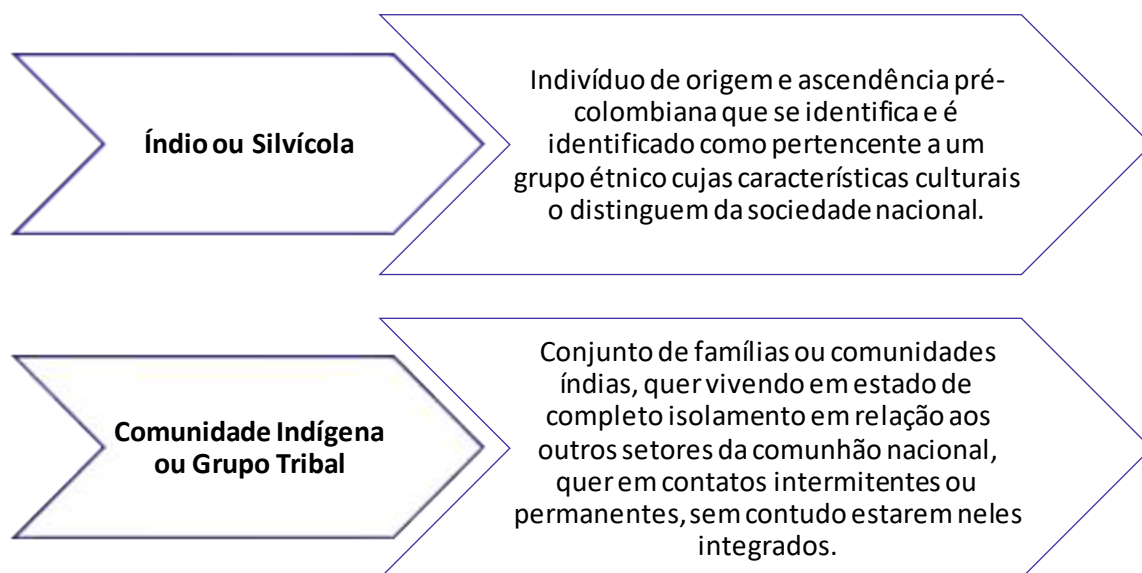 Índio ou Silvícola
Indivíduo de origem e ascendência pré-
colombiana que se identifica e é
identificado como pertencente a um
grupo étnico cujas características culturais
o distinguem da sociedade nacional.
Comunidade Indígena
ou Grupo Tribal
Conjunto de famílias ou comunidades
índias, quer vivendo em estado de
completo isolamento em relação aos
outros setores da comunhão nacional,
quer em contatos intermitentes ou
permanentes, sem contudo estarem neles
integrados.